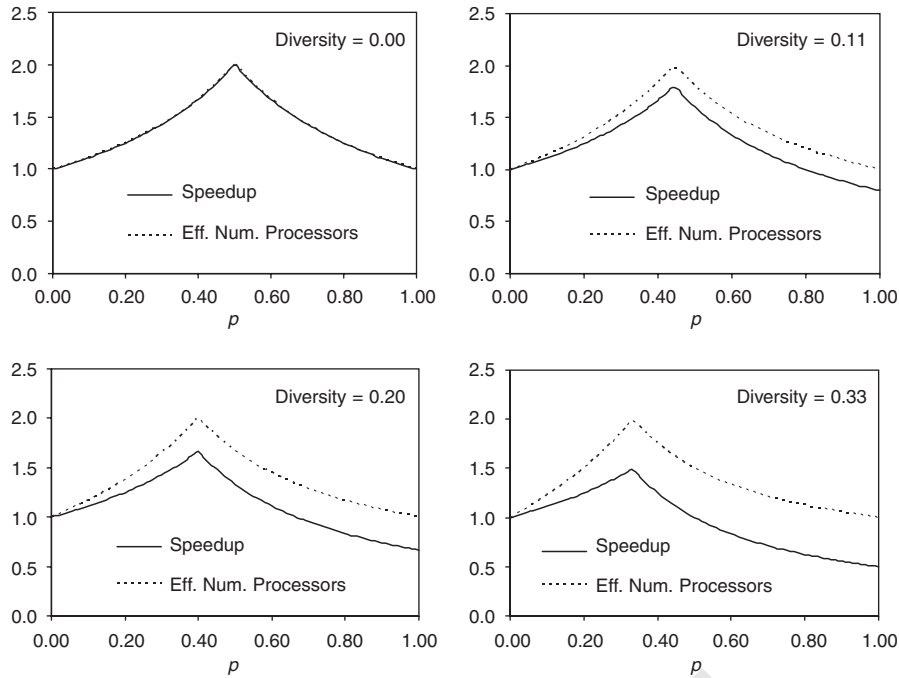 2.5
2.0
1.5
1.0
0.5
0.0
Diversity = 0.00
Speedup
Eff. Num. Processors
0.00 0.20 0.40 0.60 0.80 1.00
p
2.5
2.0
1.5
1.0
0.5
0.0
Diversity = 0.11
Speedup
Eff. Num. Processors
0.00 0.20 0.40 0.60 0.80 1.00
p
2.5
2.0
1.5
1.0
0.5
0.0
Diversity = 0.20
Speedup
Eff. Num. Processors
0.00 0.20 0.40 0.60 0.80 1.00
p
2.5
2.0
1.5
1.0
0.5
0.0
Diversity = 0.33
Speedup
Eff. Num. Processors
0.00 0.20 0.40 0.60 0.80 1.00
p